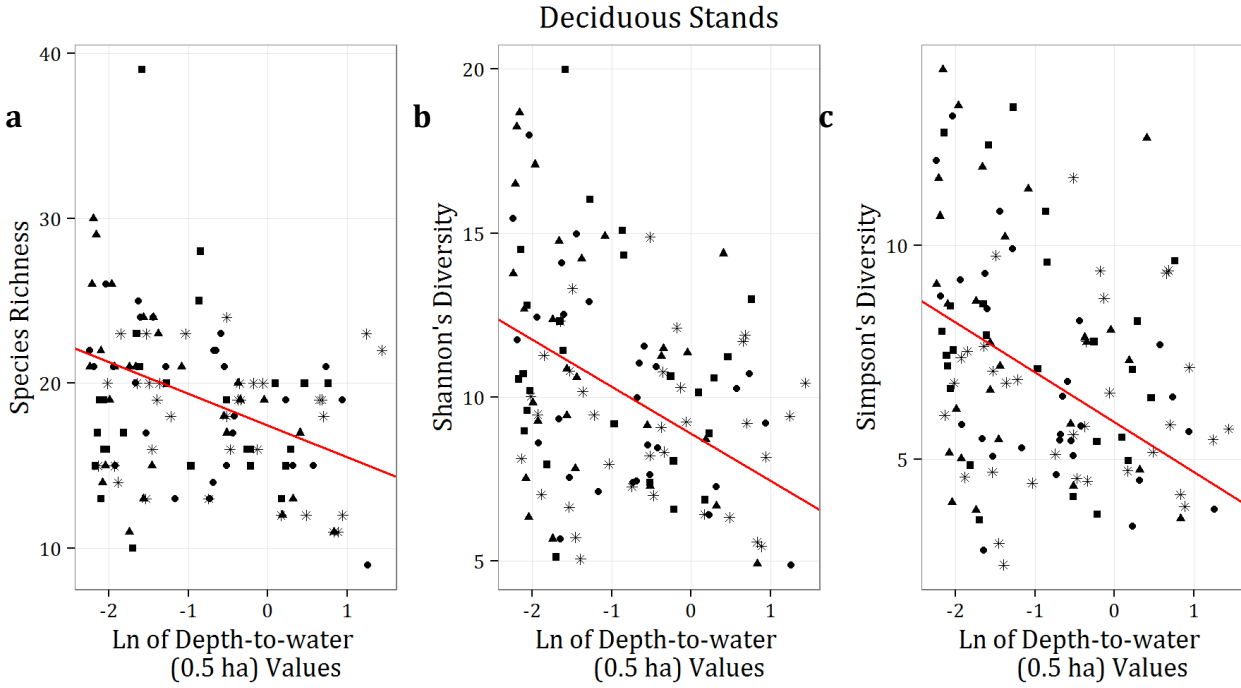 Deciduous Stands
a
Species Richness
40
30
20
10
-2 -1 0 1
Ln of Depth-to-water
(0.5 ha) Values
b
Shannon's Diversity
20
15
10
5
-2 -1 0 1
Ln of Depth-to-water
(0.5 ha) Values
c
Simpson's Diversity
10
5
-2 -1 0 1
Ln of Depth-to-water
(0.5 ha) Values